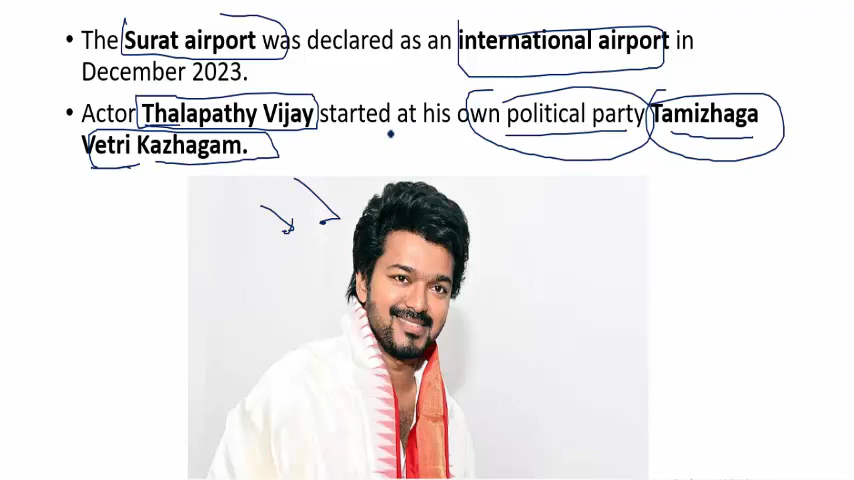 • The Surat airport was declared as an international airport in
December 2023.
• Actor Thalapathy Vijay started at his own political party Tamizhaga
Vetri Kazhagam.